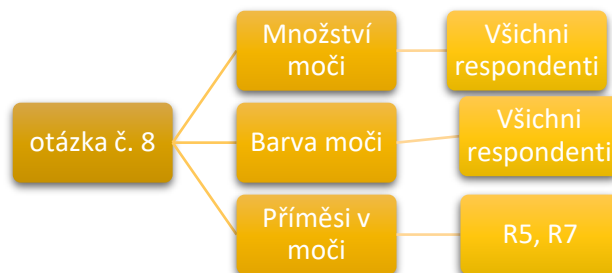 otázka č. 8
Množství
moči
Všichni
respondenti
Barva moči
Všichni
respondenti
Příměsi v
moči
R5, R7